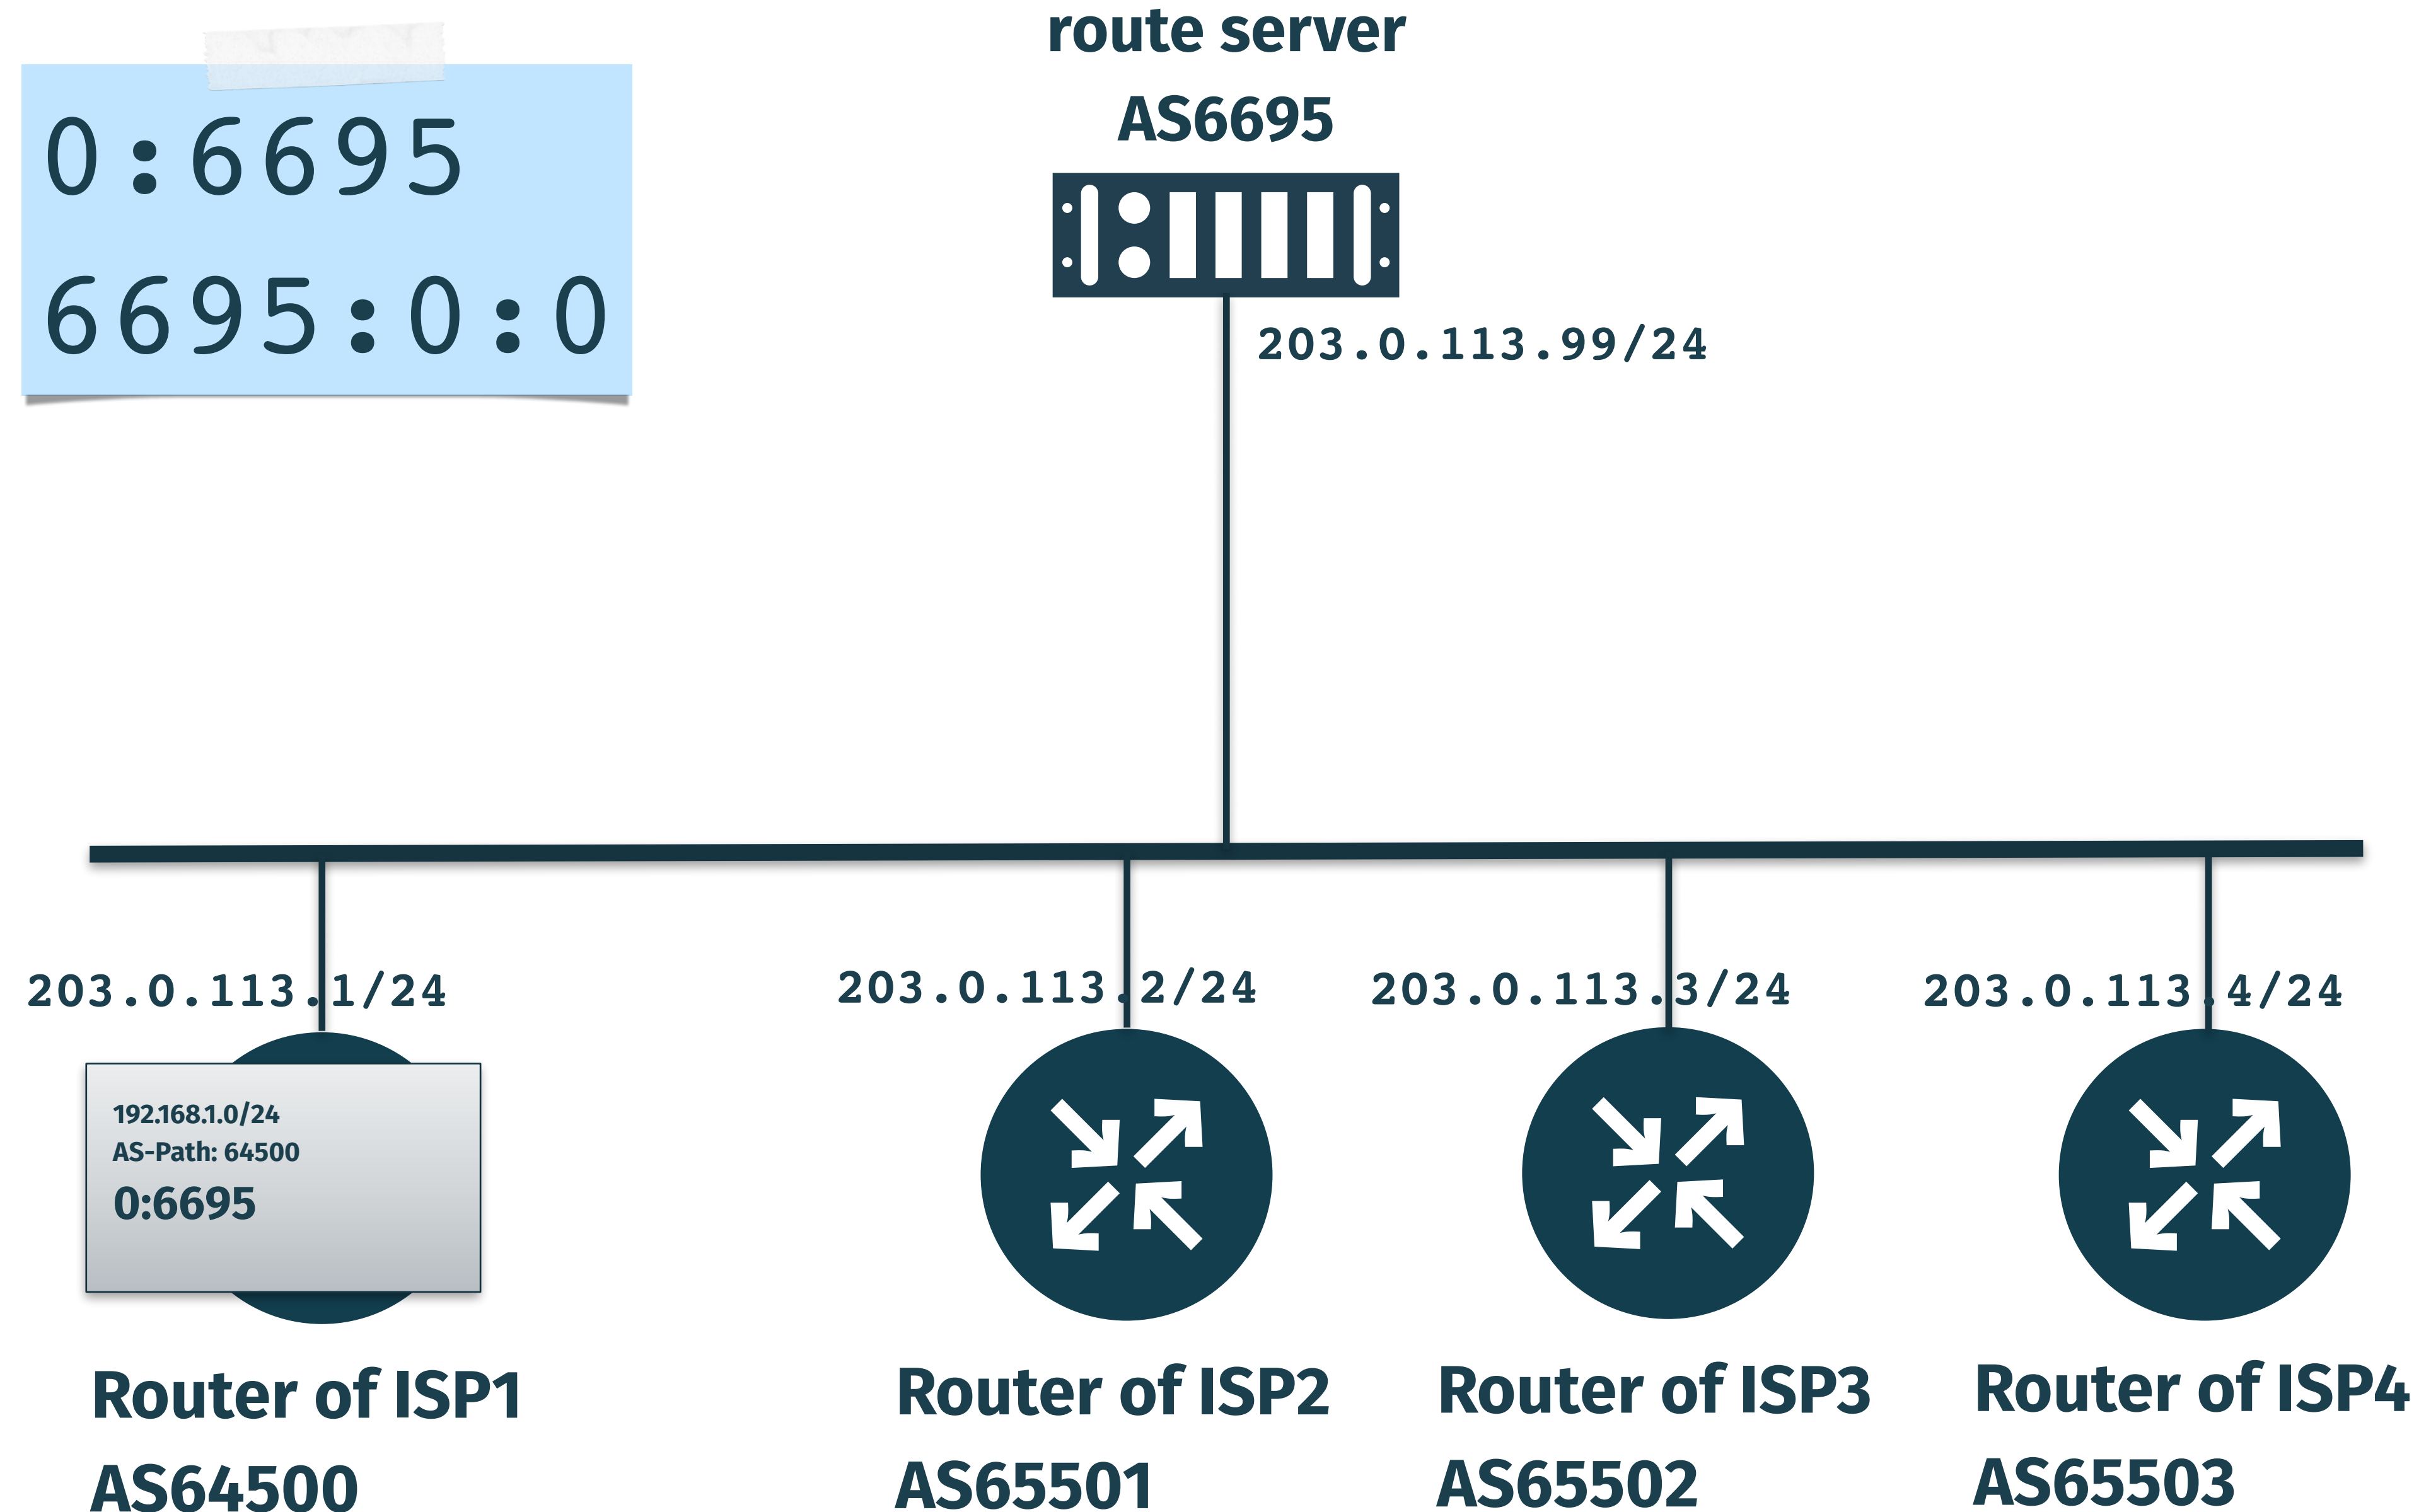 route server
AS6695
0:6695
6695:0:0
203.0.113.99/24
203.0.113.1/24
203.0.113.2/24
203.0.113.3/24
203.0.113.4/24
192.168.1.0/24
AS-Path: 64500
0:6695
Router of ISP1
AS64500
Router of ISP2
AS65501
Router of ISP3
AS65502
Router of ISP4
AS65503